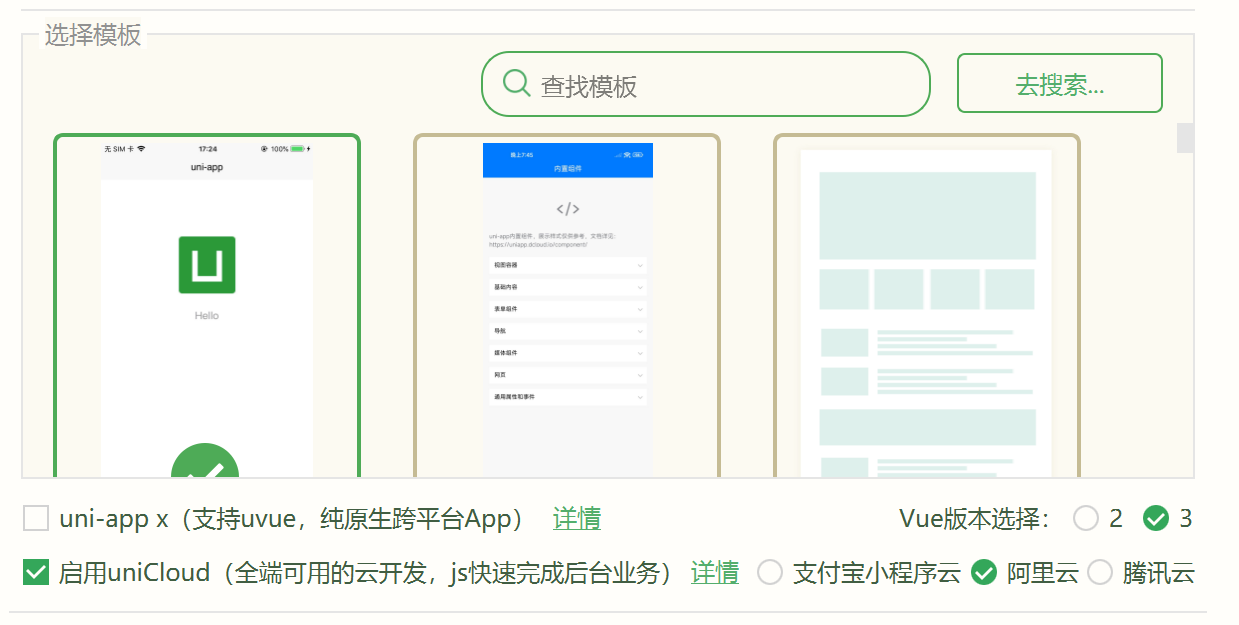 选择模板
查找模板
去搜索...
无 SIM 卡
17:24
100%
uni-app
Hello
晚上7:45
内置组件
</>
uni-app内置组件，展示样式仅供参考，文档详见：
https://uniapp.dcloud.io/component/
视图容器
基础内容
表单组件
导航
媒体组件
网页
通用属性和事件
uni-app x（支持uvue，纯原生跨平台App） 详情
Vue版本选择： 2 3
启用uniCloud（全端可用的云开发，js快速完成后台业务） 详情 支付宝小程序云 阿里云 腾讯云